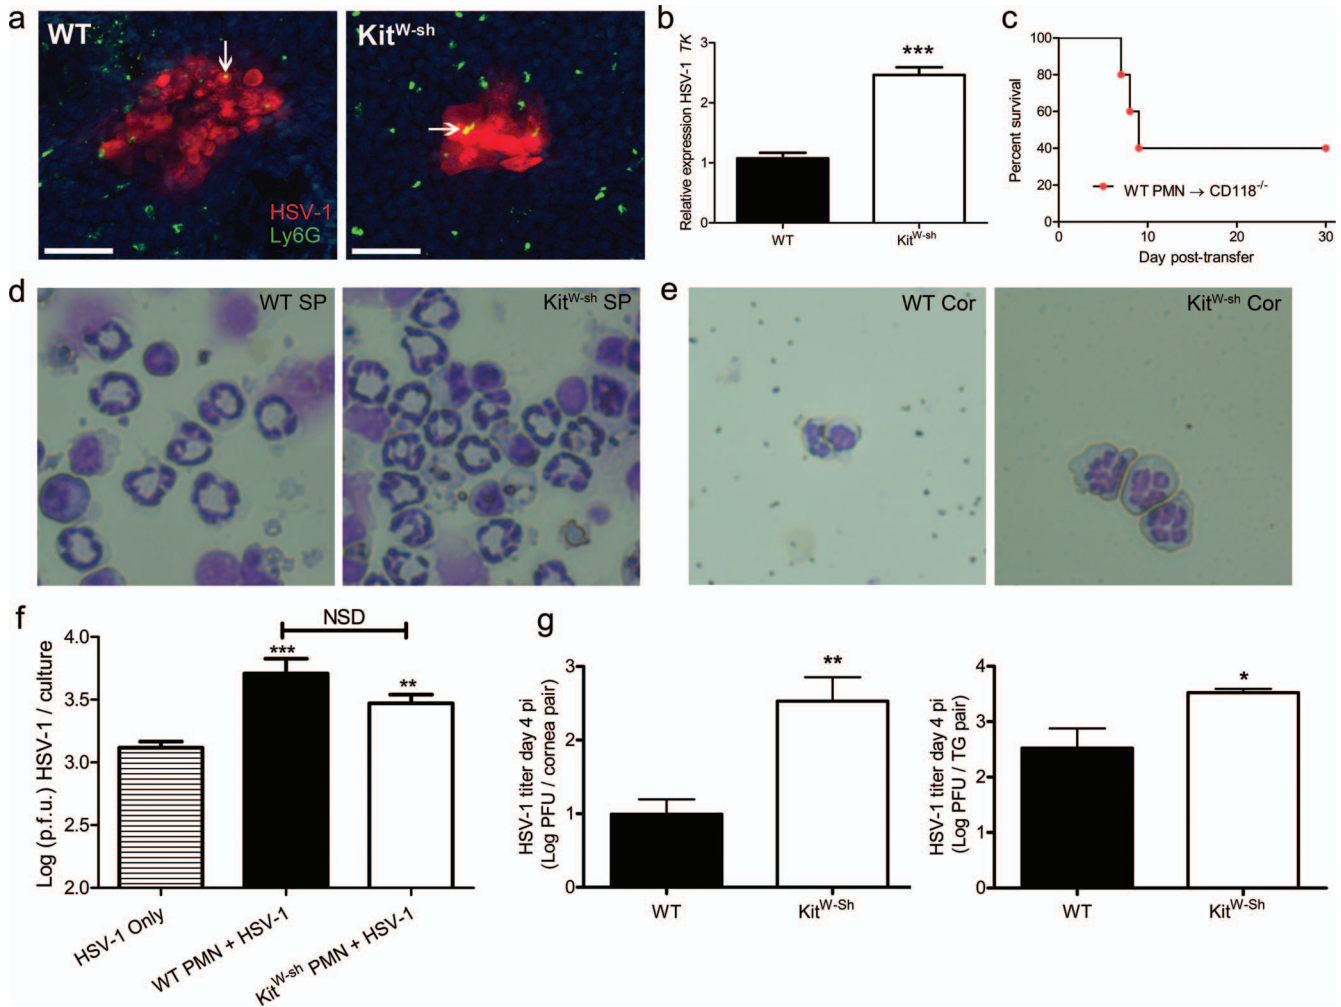 a
WT
Kit^W-sh
HSV-1
Ly6G
b
Relative expression HSV-1 TK
3
2
1
0
***
WT
Kit^W-sh
c
Percent survival
100
80
60
40
20
0
WT PMN → CD118^-/-
0
10
20
30
Day post-transfer
d
WT SP
Kit^W-sh SP
e
WT Cor
Kit^W-sh Cor
f
Log (p.f.u.) HSV-1 / culture
4.0
3.5
3.0
2.5
2.0
NSD
***
**
HSV-1 Only
WT PMN + HSV-1
Kit^W-sh PMN + HSV-1
g
HSV-1 titer day 4 pi
(Log PFU / cornea pair)
3
2
1
0
**
WT
Kit^W-Sh
HSV-1 titer day 4 pi
(Log PFU / TG pair)
4
3
2
1
0
*
WT
Kit^W-Sh